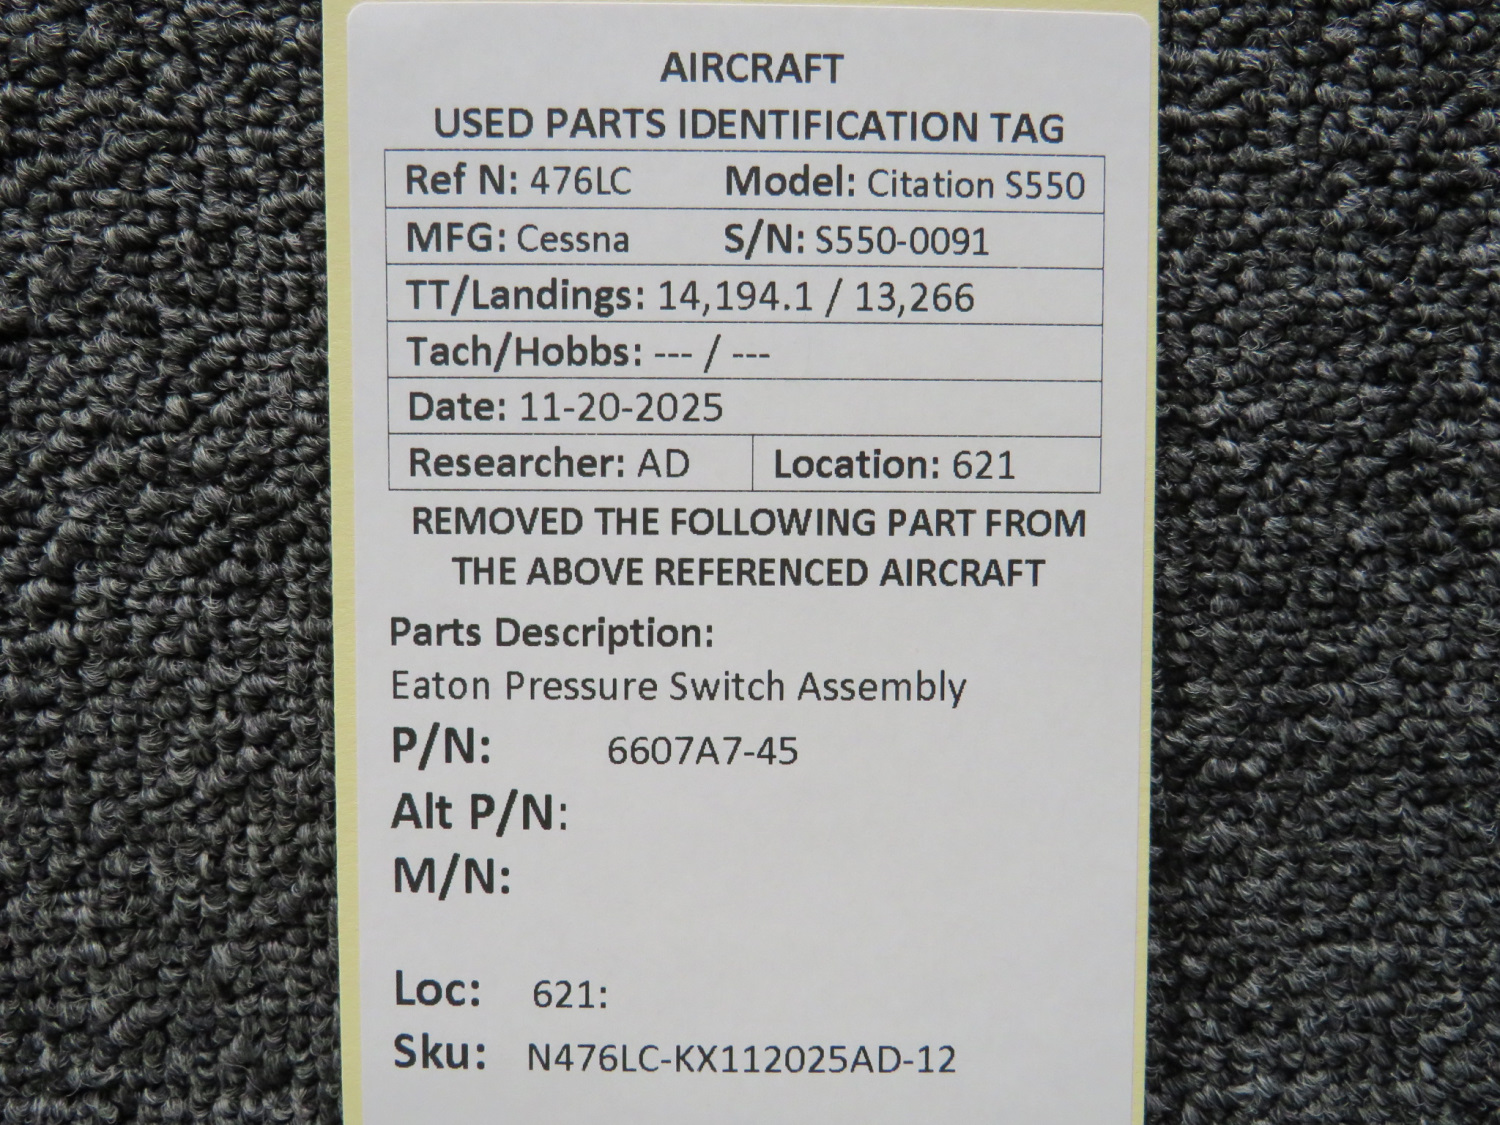 AIRCRAFT
USED PARTS IDENTIFICATION TAG
Ref N: 476LC Model: Citation S550
MFG: Cessna S/N: S550-0091
TT/Landings: 14,194.1 / 13,266
Tach/Hobbs: --- / ---
Date: 11-20-2025
Researcher: AD Location: 621
REMOVED THE FOLLOWING PART FROM
THE ABOVE REFERENCED AIRCRAFT
Parts Description:
Eaton Pressure Switch Assembly
P/N: 6607A7-45
Alt P/N:
M/N:
Loc: 621:
Sku: N476LC-KX112025AD-12